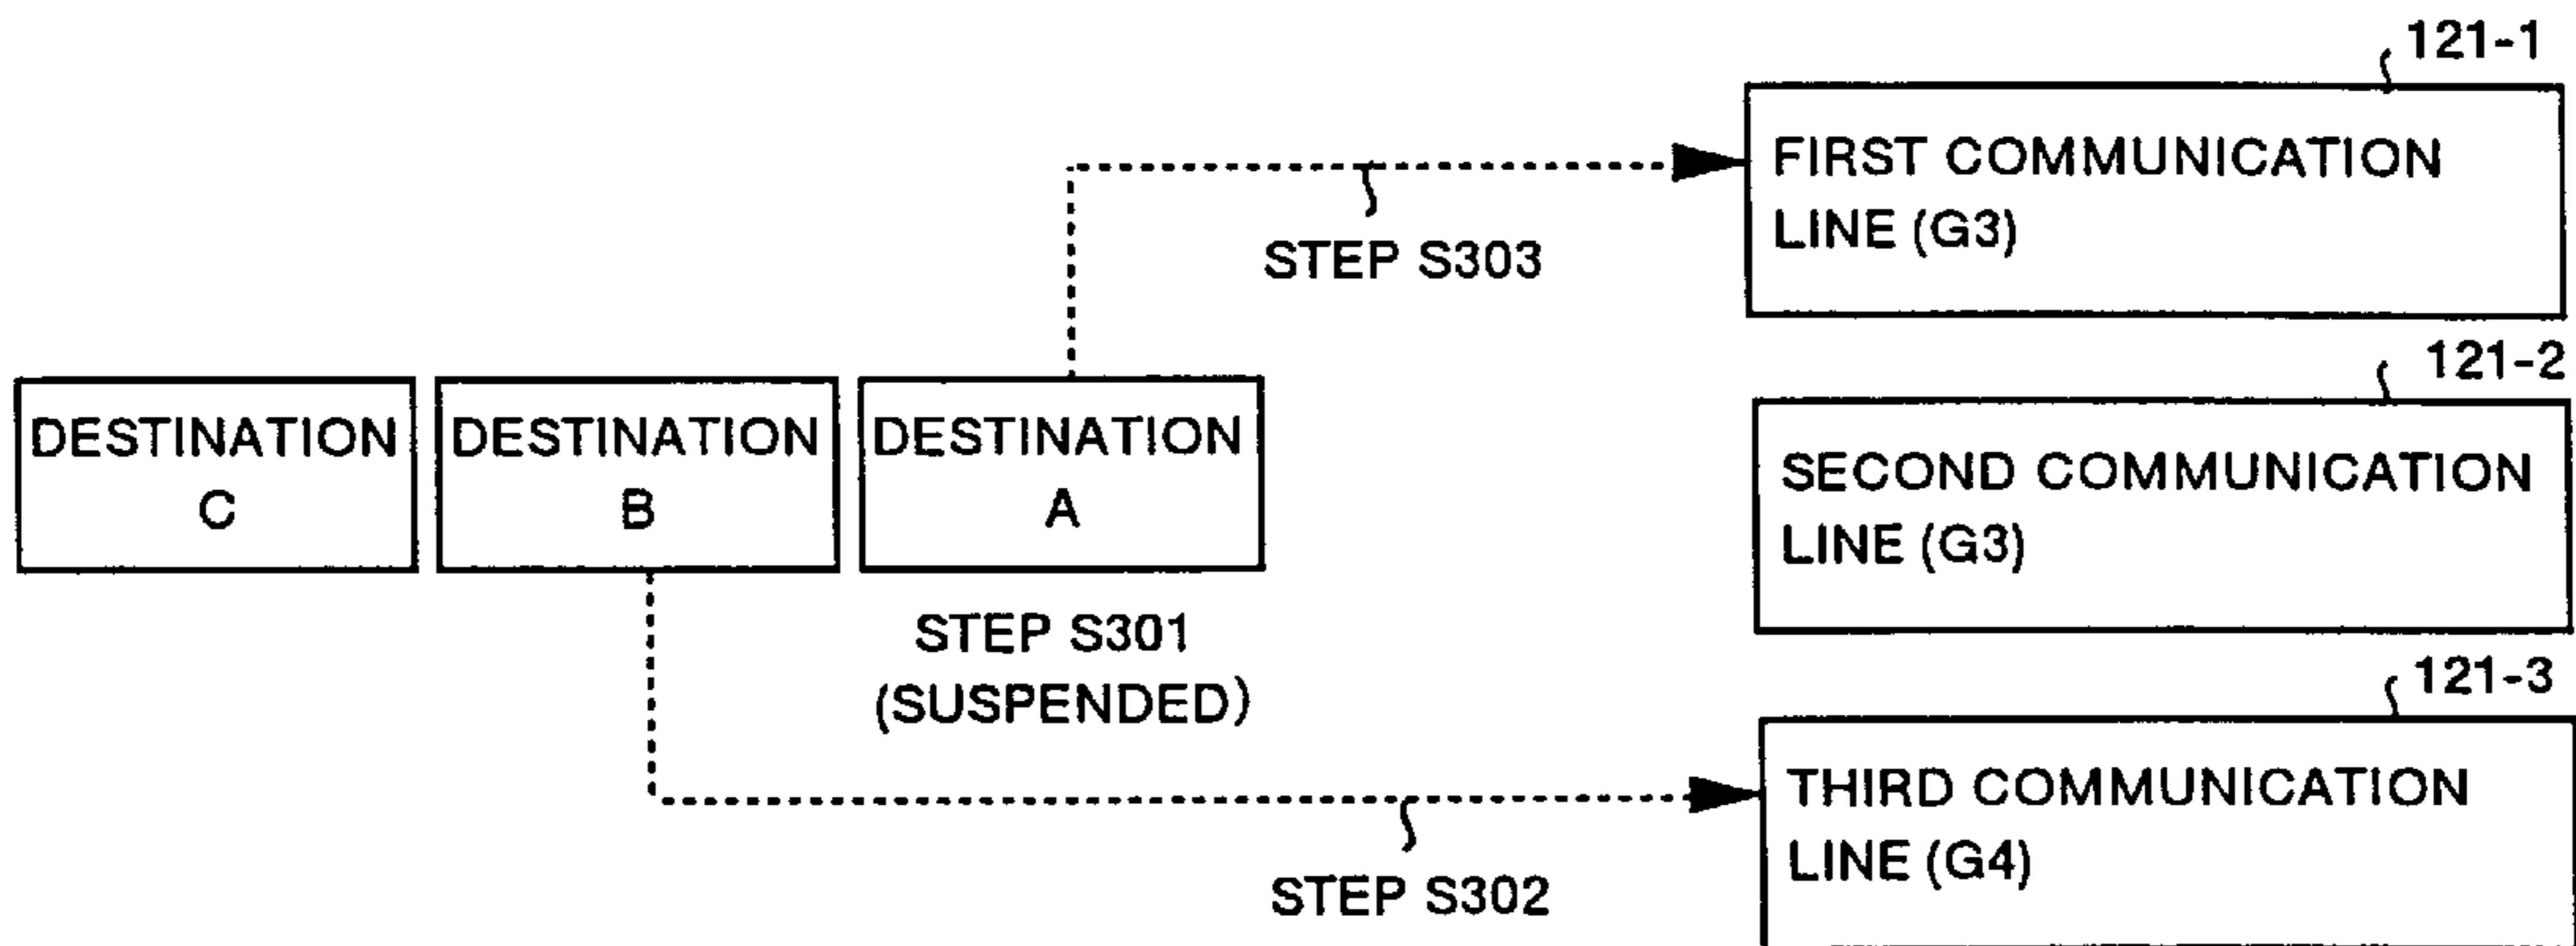 121-1
FIRST COMMUNICATION
LINE (G3)
STEP S303
121-2
DESTINATION
C
DESTINATION
B
DESTINATION
A
SECOND COMMUNICATION
LINE (G3)
STEP S301
(SUSPENDED)
121-3
THIRD COMMUNICATION
LINE (G4)
STEP S302